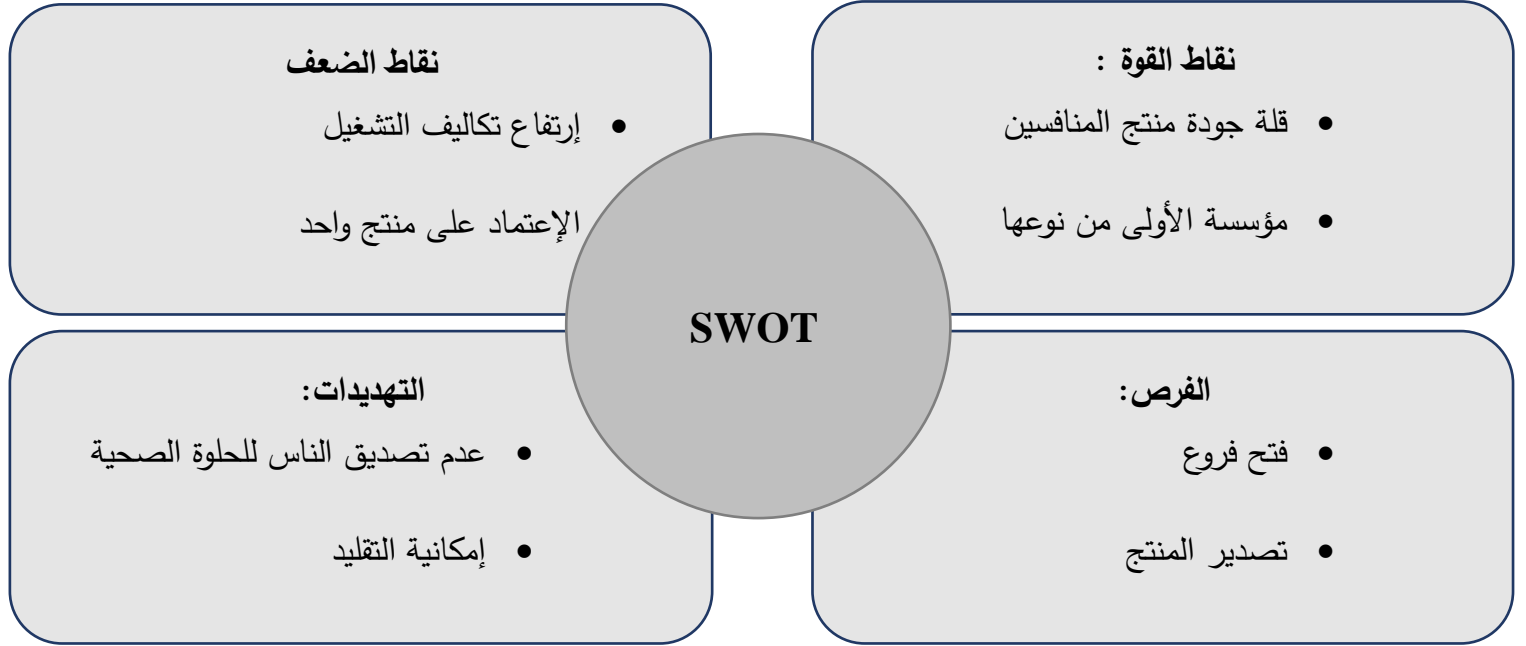 نقاط القوة :
• قلة جودة منتج المنافسين
• مؤسسة الأولى من نوعها
نقاط الضعف
• إرتفاع تكاليف التشغيل
الإعتماد على منتج واحد
SWOT
الفرص:
• فتح فروع
• تصدير المنتج
التهديدات:
• عدم تصديق الناس للحلوة الصحية
• إمكانية التقليد